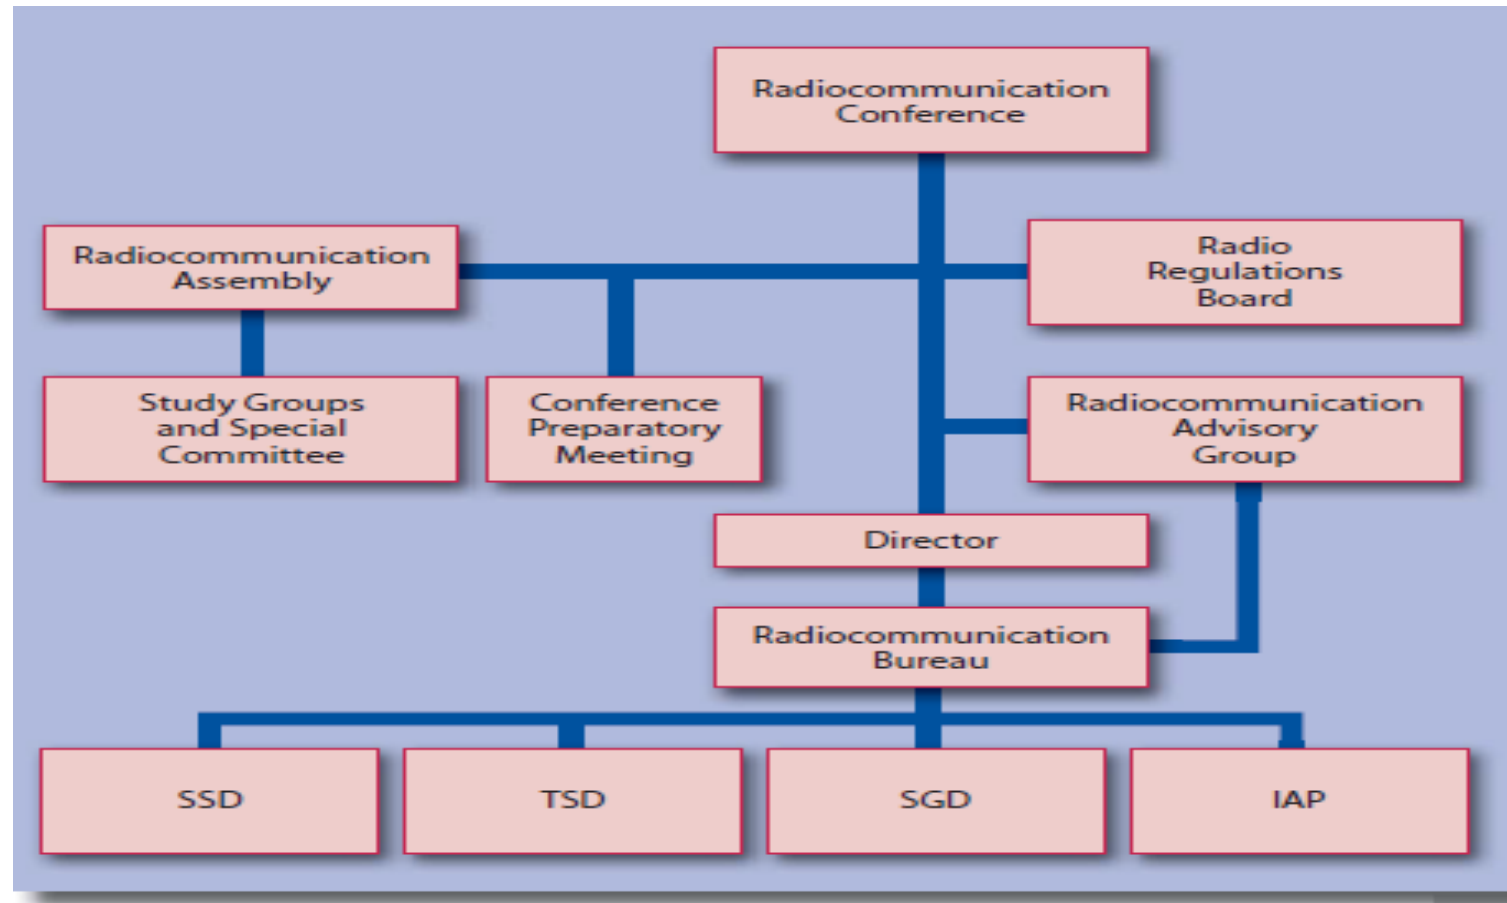 Radiocommunication
Conference
Radiocommunication
Assembly
Radio
Regulations
Board
Study Groups
and Special
Committee
Conference
Preparatory
Meeting
Radiocommunication
Advisory
Group
Director
Radiocommunication
Bureau
SSD
TSD
SGD
IAP